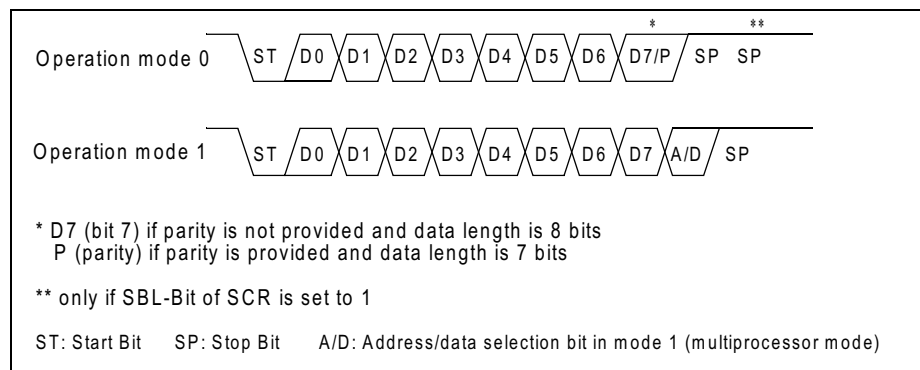 * **
Operation mode 0 ST D0 D1 D2 D3 D4 D5 D6 D7/P SP SP
Operation mode 1 ST D0 D1 D2 D3 D4 D5 D6 D7 A/D SP
* D7 (bit 7) if parity is not provided and data length is 8 bits
P (parity) if parity is provided and data length is 7 bits
** only if SBL-Bit of SCR is set to 1
ST: Start Bit SP: Stop Bit A/D: Address/data selection bit in mode 1 (multiprocessor mode)